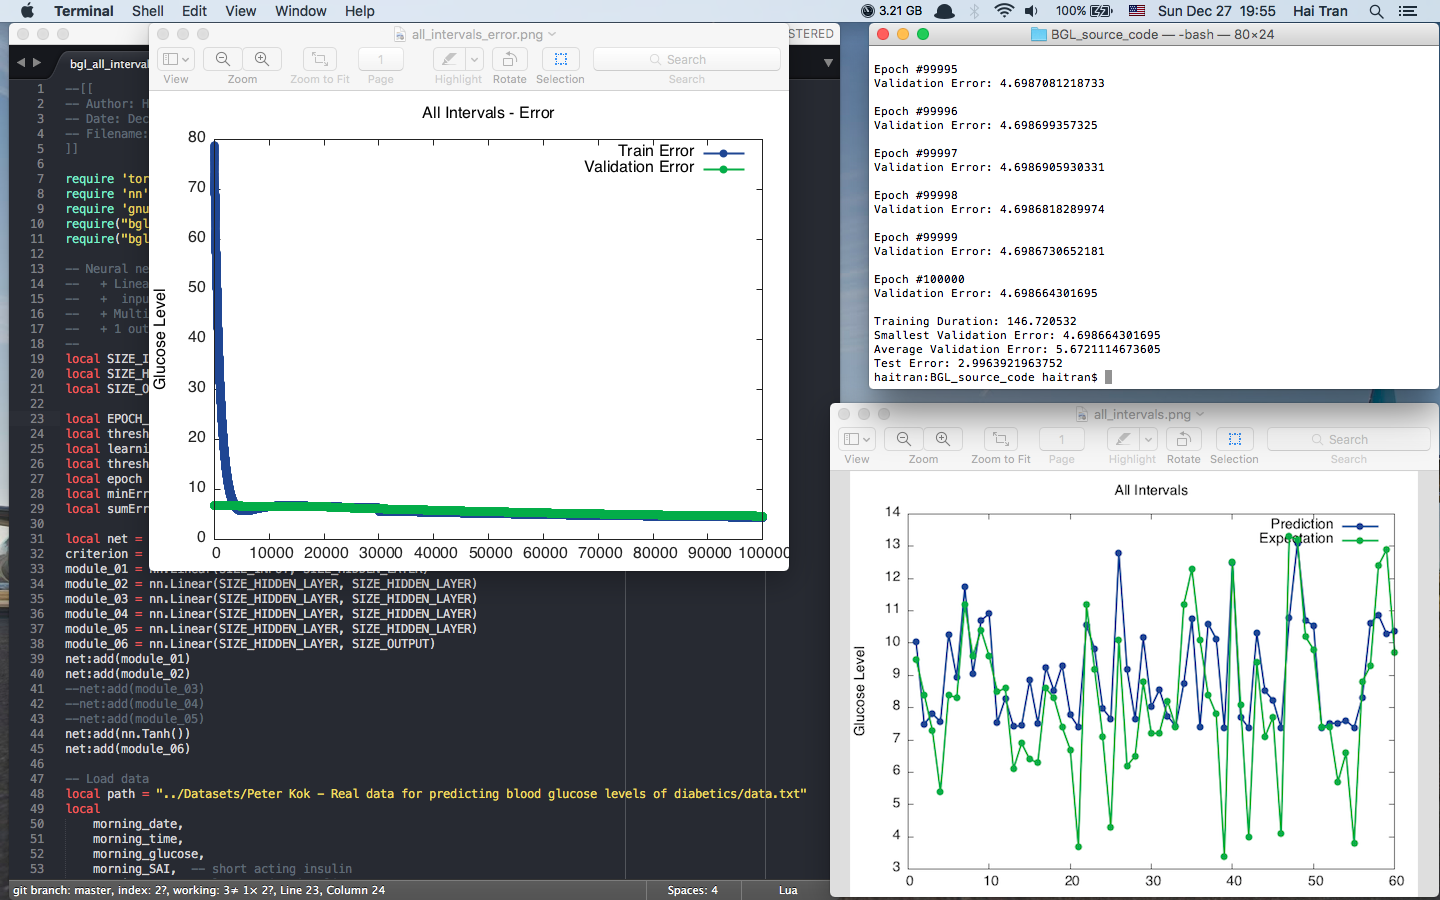 Terminal Shell Edit View Window Help
3.21 GB 100% Sun Dec 27 19:55 Hai Tran
STERED
bgl_all_interval
1 --[[
2 -- Author: H
3 -- Date: Dec
4 -- Filename:
5 ]]
6
7 require 'tor
8 require 'nn'
9 require 'gnu
10 require("bgl
11 require("bgl
12
13 -- Neural ne
14 -- + Linea
15 -- + inpu
16 -- + Multi
17 -- + 1 out
18 --
19 local SIZE_I
20 local SIZE_H
21 local SIZE_O
22
23 local EPOCH_
24 local thresh
25 local learni
26 local thresh
27 local epoch
28 local minErr
29 local sumErr
30
31 local net =
32 criterion =
33 module_01 = nn.Linear(SIZE_INPUT, SIZE_HIDDEN_LAYER)
34 module_02 = nn.Linear(SIZE_HIDDEN_LAYER, SIZE_HIDDEN_LAYER)
35 module_03 = nn.Linear(SIZE_HIDDEN_LAYER, SIZE_HIDDEN_LAYER)
36 module_04 = nn.Linear(SIZE_HIDDEN_LAYER, SIZE_HIDDEN_LAYER)
37 module_05 = nn.Linear(SIZE_HIDDEN_LAYER, SIZE_HIDDEN_LAYER)
38 module_06 = nn.Linear(SIZE_HIDDEN_LAYER, SIZE_OUTPUT)
39 net:add(module_01)
40 net:add(module_02)
41 --net:add(module_03)
42 --net:add(module_04)
43 --net:add(module_05)
44 net:add(nn.Tanh())
45 net:add(module_06)
46
47 -- Load data
48 local path = "../Datasets/Peter Kok - Real data for predicting blood glucose levels of diabetics/data.txt"
49 local
50 morning_date,
51 morning_time,
52 morning_glucose,
53 morning_SAI, -- short acting insulin
git branch: master, index: 2?, working: 3≠ 1× 2?, Line 23, Column 24
Spaces: 4
Lua
all_intervals_error.png
1
Search
View Zoom Zoom to Fit Page Highlight Rotate Selection Search
All Intervals - Error
Train Error
Validation Error
Glucose Level
80
70
60
50
40
30
20
10
0
0 10000 20000 30000 40000 50000 60000 70000 80000 90000 100000
BGL_source_code — -bash — 80×24
Epoch #99995
Validation Error: 4.6987081218733
Epoch #99996
Validation Error: 4.698699357325
Epoch #99997
Validation Error: 4.6986905930331
Epoch #99998
Validation Error: 4.6986818289974
Epoch #99999
Validation Error: 4.6986730652181
Epoch #100000
Validation Error: 4.698664301695
Training Duration: 146.720532
Smallest Validation Error: 4.698664301695
Average Validation Error: 5.6721114673605
Test Error: 2.9963921963752
haitran:BGL_source_code haitran$
all_intervals.png
1
Search
View Zoom Zoom to Fit Page Highlight Rotate Selection Search
All Intervals
Prediction
Expectation
Glucose Level
14
13
12
11
10
9
8
7
6
5
4
3
0 10 20 30 40 50 60